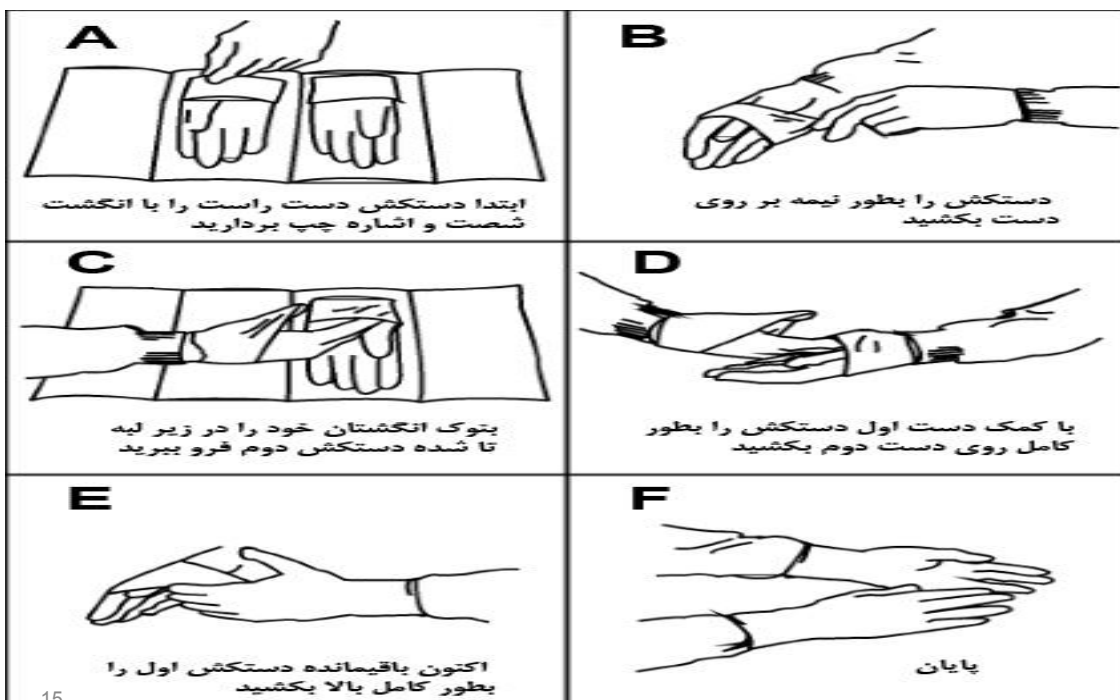 A
ابتدا دستکش دست راست را با انگشت
شصت و اشاره چپ بردارید
B
دستکش را بطور نیمه بر روی
دست بکشید
C
بتوک انگشتان خود را در زیر لبه
تا شده دستکش دوم فرو ببرید
D
با کمک دست اول دستکش را بطور
کامل روی دست دوم بکشید
E
اکنون باقیمانده دستکش اول را
بطور کامل بالا بکشید
F
پایان
15